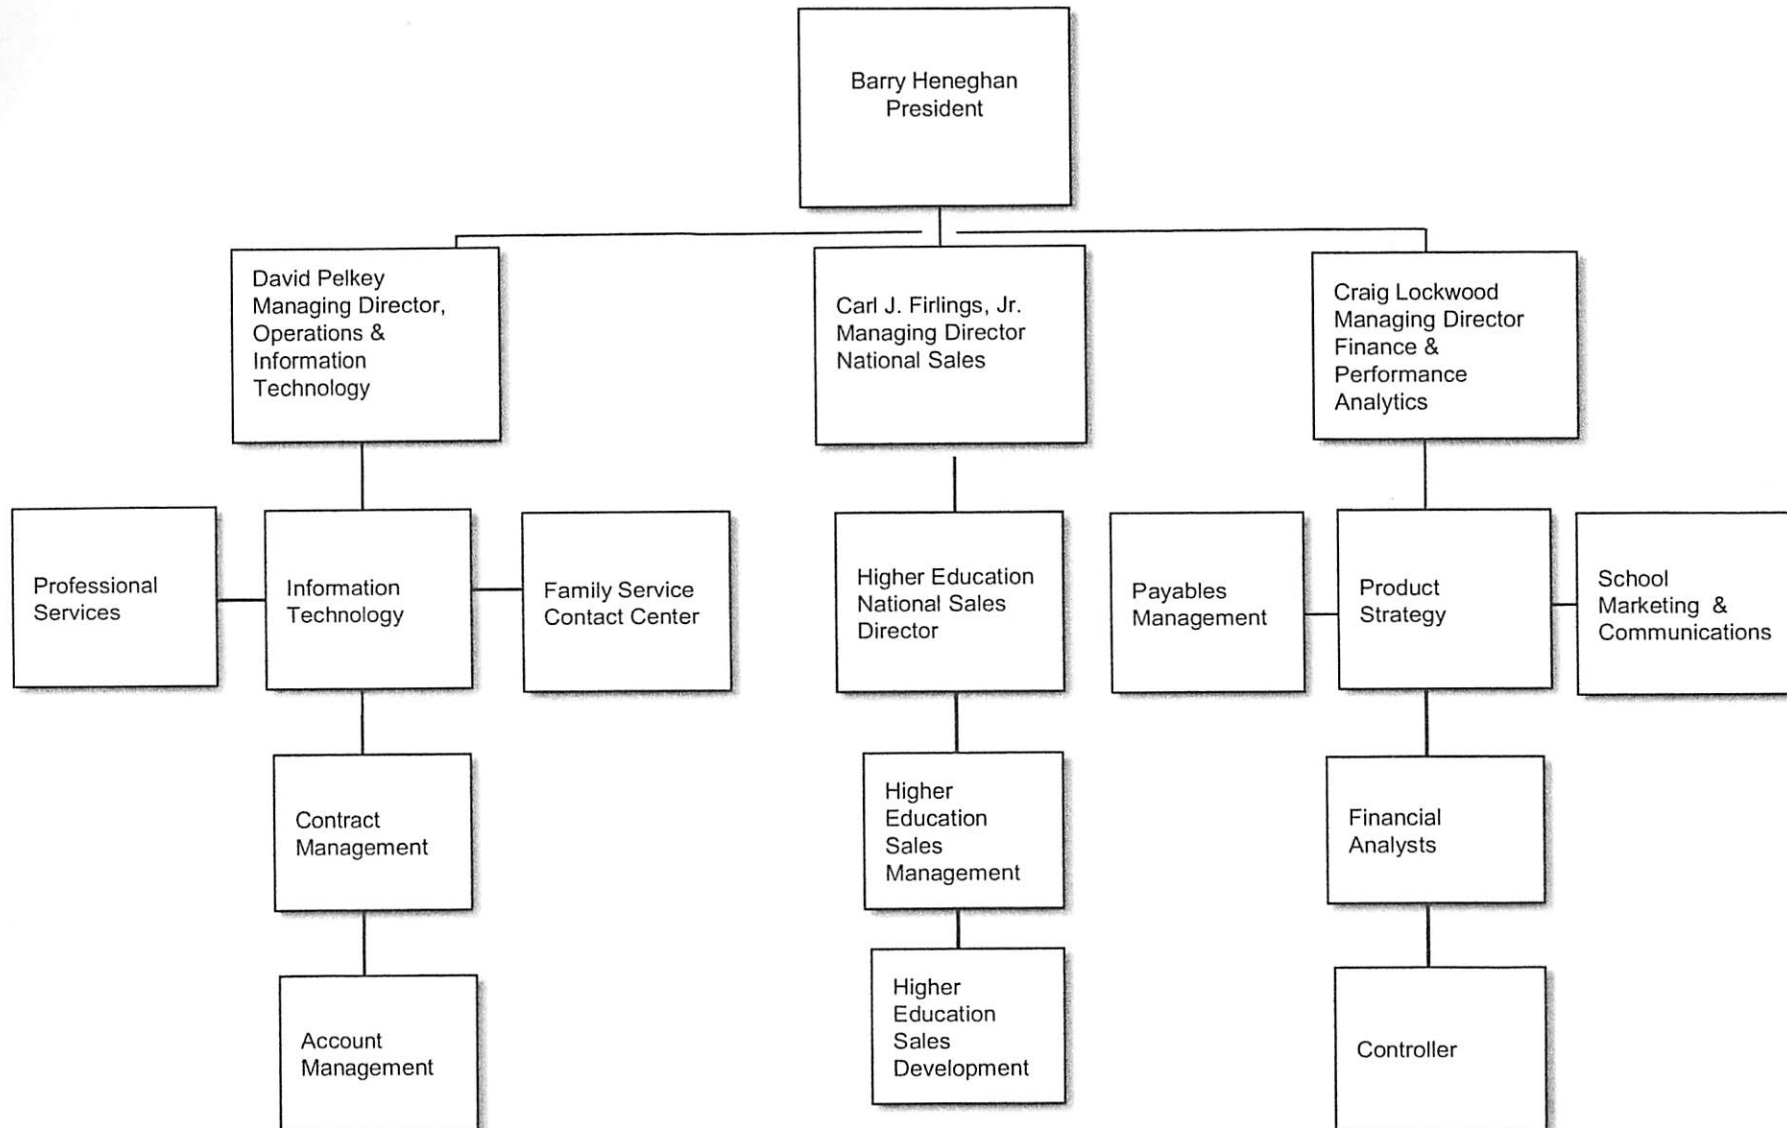 Barry Heneghan
President
David Pelkey
Managing Director,
Operations &
Information
Technology
Carl J. Firlings, Jr.
Managing Director
National Sales
Craig Lockwood
Managing Director
Finance &
Performance
Analytics
Professional
Services
Information
Technology
Family Service
Contact Center
Higher Education
National Sales
Director
Payables
Management
Product
Strategy
School
Marketing &
Communications
Contract
Management
Higher
Education
Sales
Management
Financial
Analysts
Account
Management
Higher
Education
Sales
Development
Controller